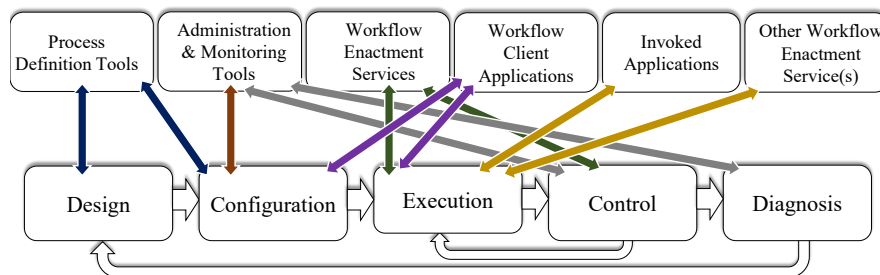 Process
Definition Tools
Administration
& Monitoring
Tools
Workflow
Enactment
Services
Workflow
Client
Applications
Invoked
Applications
Other Workflow
Enactment
Service(s)
Design
Configuration
Execution
Control
Diagnosis